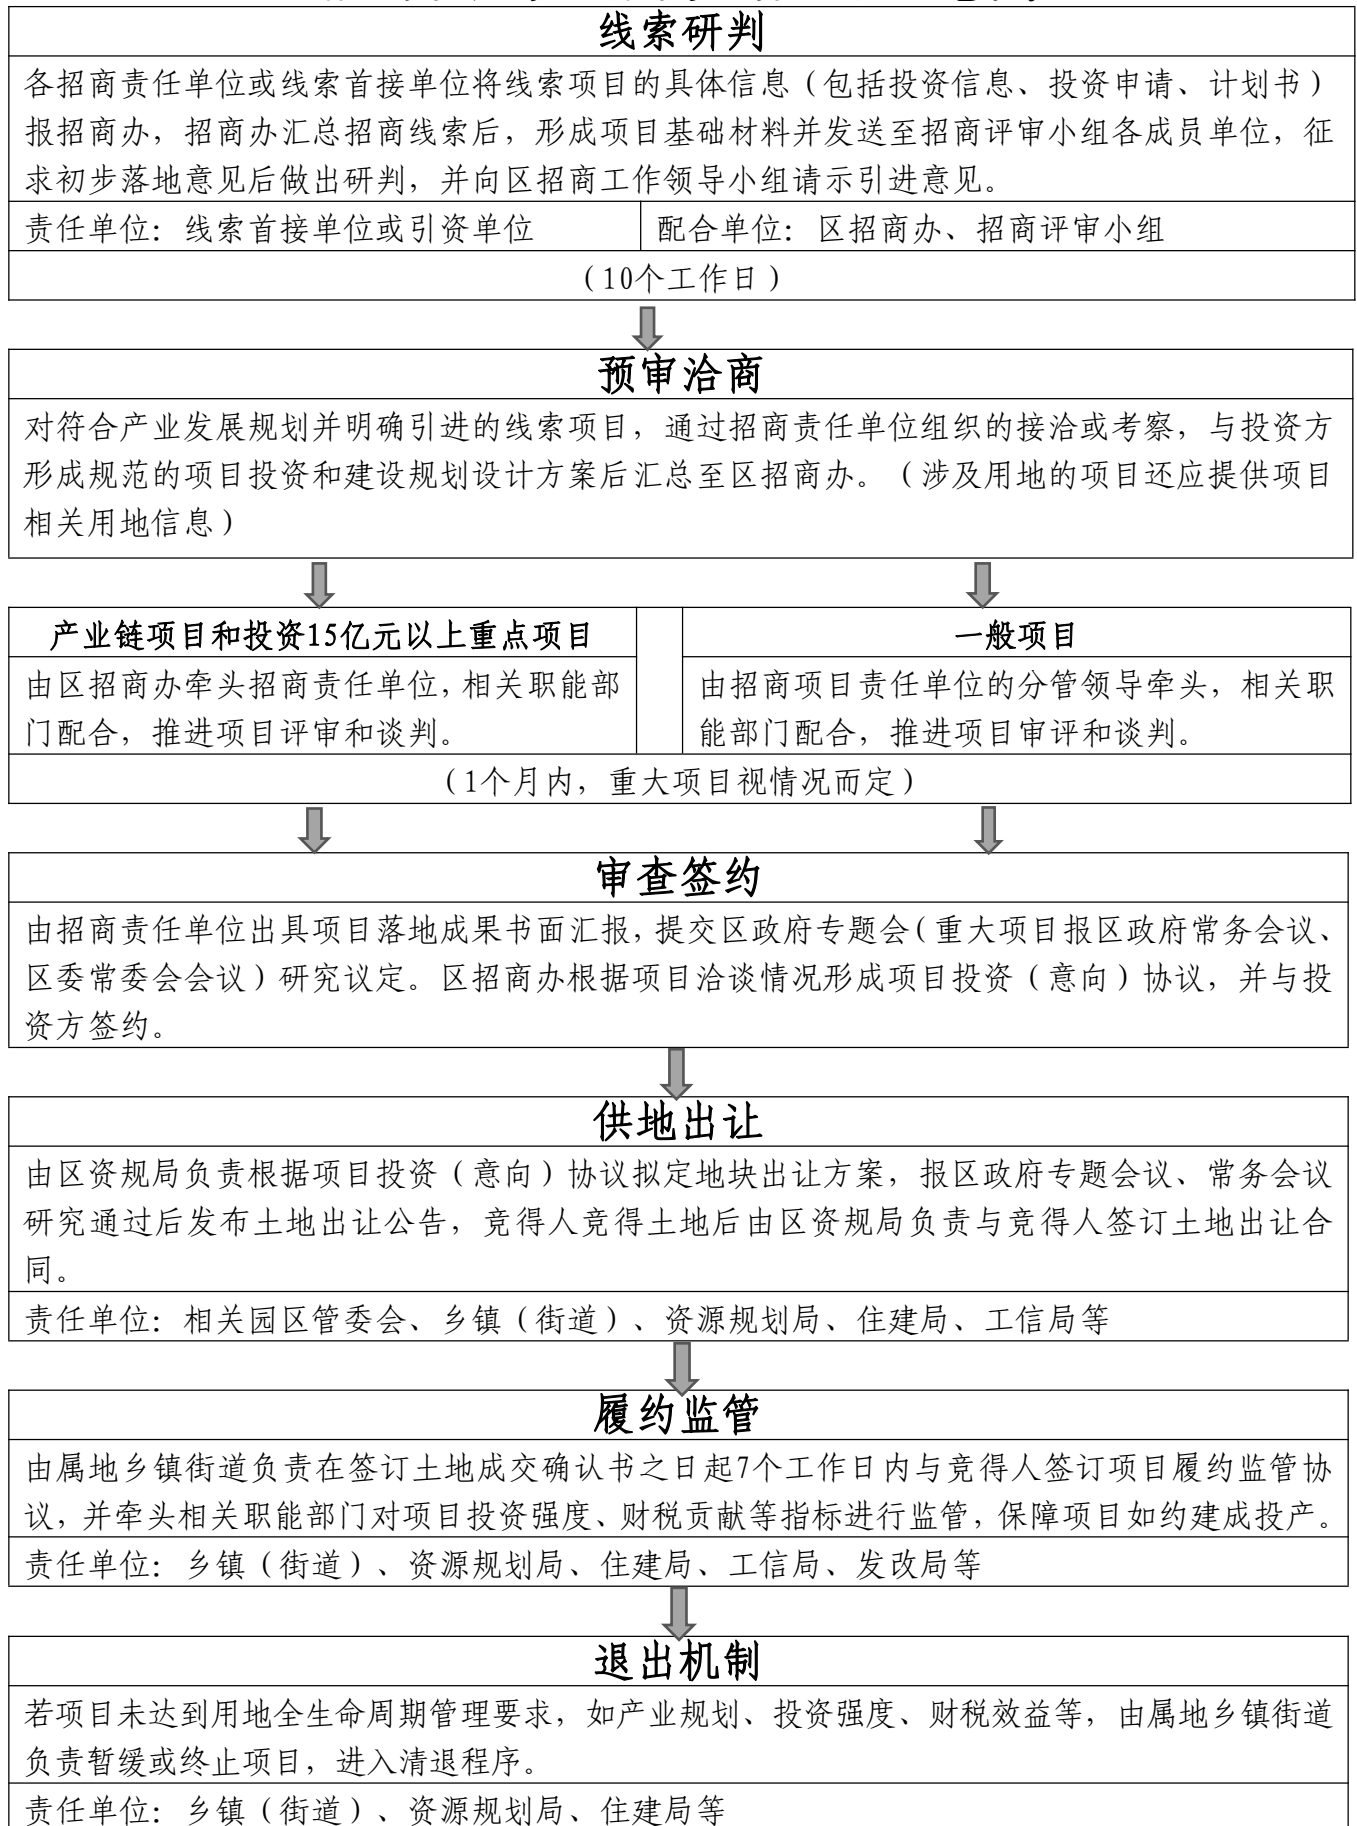 线索研判
各招商责任单位或线索首接单位将线索项目的具体信息（包括投资信息、投资申请、计划书）
报招商办，招商办汇总招商线索后，形成项目基础材料并发送至招商评审小组各成员单位，征
求初步落地意见后做出研判，并向区招商工作领导小组请示引进意见。
责任单位：线索首接单位或引资单位
配合单位：区招商办、招商评审小组
（10个工作日）
预审洽商
对符合产业发展规划并明确引进的线索项目，通过招商责任单位组织的接洽或考察，与投资方
形成规范的项目投资和建设规划设计方案后汇总至区招商办。（涉及用地的项目还应提供项目
相关用地信息）
产业链项目和投资15亿元以上重点项目
由区招商办牵头招商责任单位，相关职能部
门配合，推进项目评审和谈判。
一般项目
由招商项目责任单位的分管领导牵头，相关职
能部门配合，推进项目审评和谈判。
（1个月内，重大项目视情况而定）
审查签约
由招商责任单位出具项目落地成果书面汇报，提交区政府专题会（重大项目报区政府常务会议、
区委常委会会议）研究议定。区招商办根据项目洽谈情况形成项目投资（意向）协议，并与投
资方签约。
供地出让
由区资规局负责根据项目投资（意向）协议拟定地块出让方案，报区政府专题会议、常务会议
研究通过后发布土地出让公告，竞得人竞得土地后由区资规局负责与竞得人签订土地出让合
同。
责任单位：相关园区管委会、乡镇（街道）、资源规划局、住建局、工信局等
履约监管
由属地乡镇街道负责在签订土地成交确认书之日起7个工作日内与竞得人签订项目履约监管协
议，并牵头相关职能部门对项目投资强度、财税贡献等指标进行监管，保障项目如约建成投产。
责任单位：乡镇（街道）、资源规划局、住建局、工信局、发改局等
退出机制
若项目未达到用地全生命周期管理要求，如产业规划、投资强度、财税效益等，由属地乡镇街道
负责暂缓或终止项目，进入清退程序。
责任单位：乡镇（街道）、资源规划局、住建局等